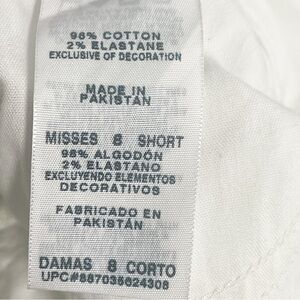 98% COTTON
2% ELASTANE
EXCLUSIVE OF DECORATION
MADE IN
PAKISTAN
MISSES 8 SHORT
98% ALGODÓN
2% ELASTANO
EXCLUYENDO ELEMENTOS
DECORATIVOS
FABRICADO EN
PAKISTÁN
DAMAS 8 CORTO
UPC#887035624308